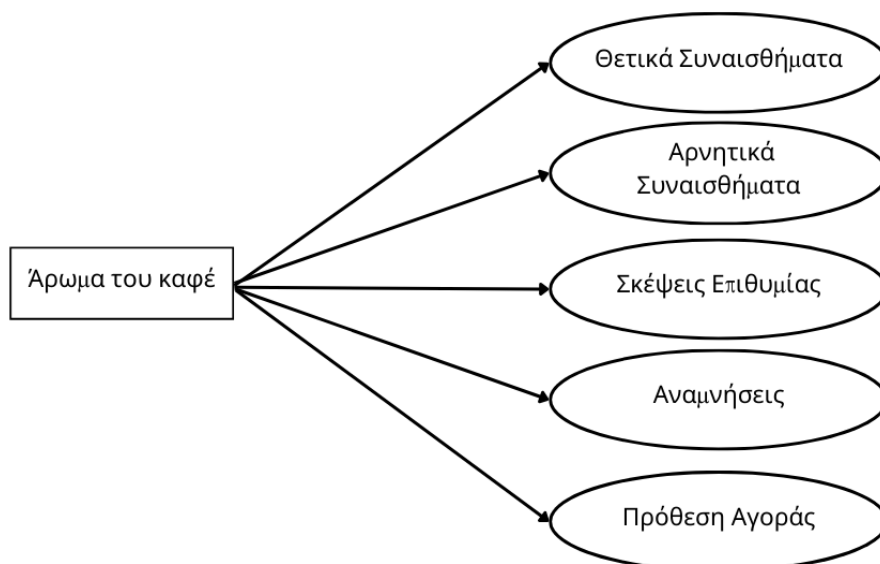 Θετικά Συναισθήματα
Αρνητικά
Συναισθήματα
Άρωμα του καφέ
Σκέψεις Επιθυμίας
Αναμνήσεις
Πρόθεση Αγοράς